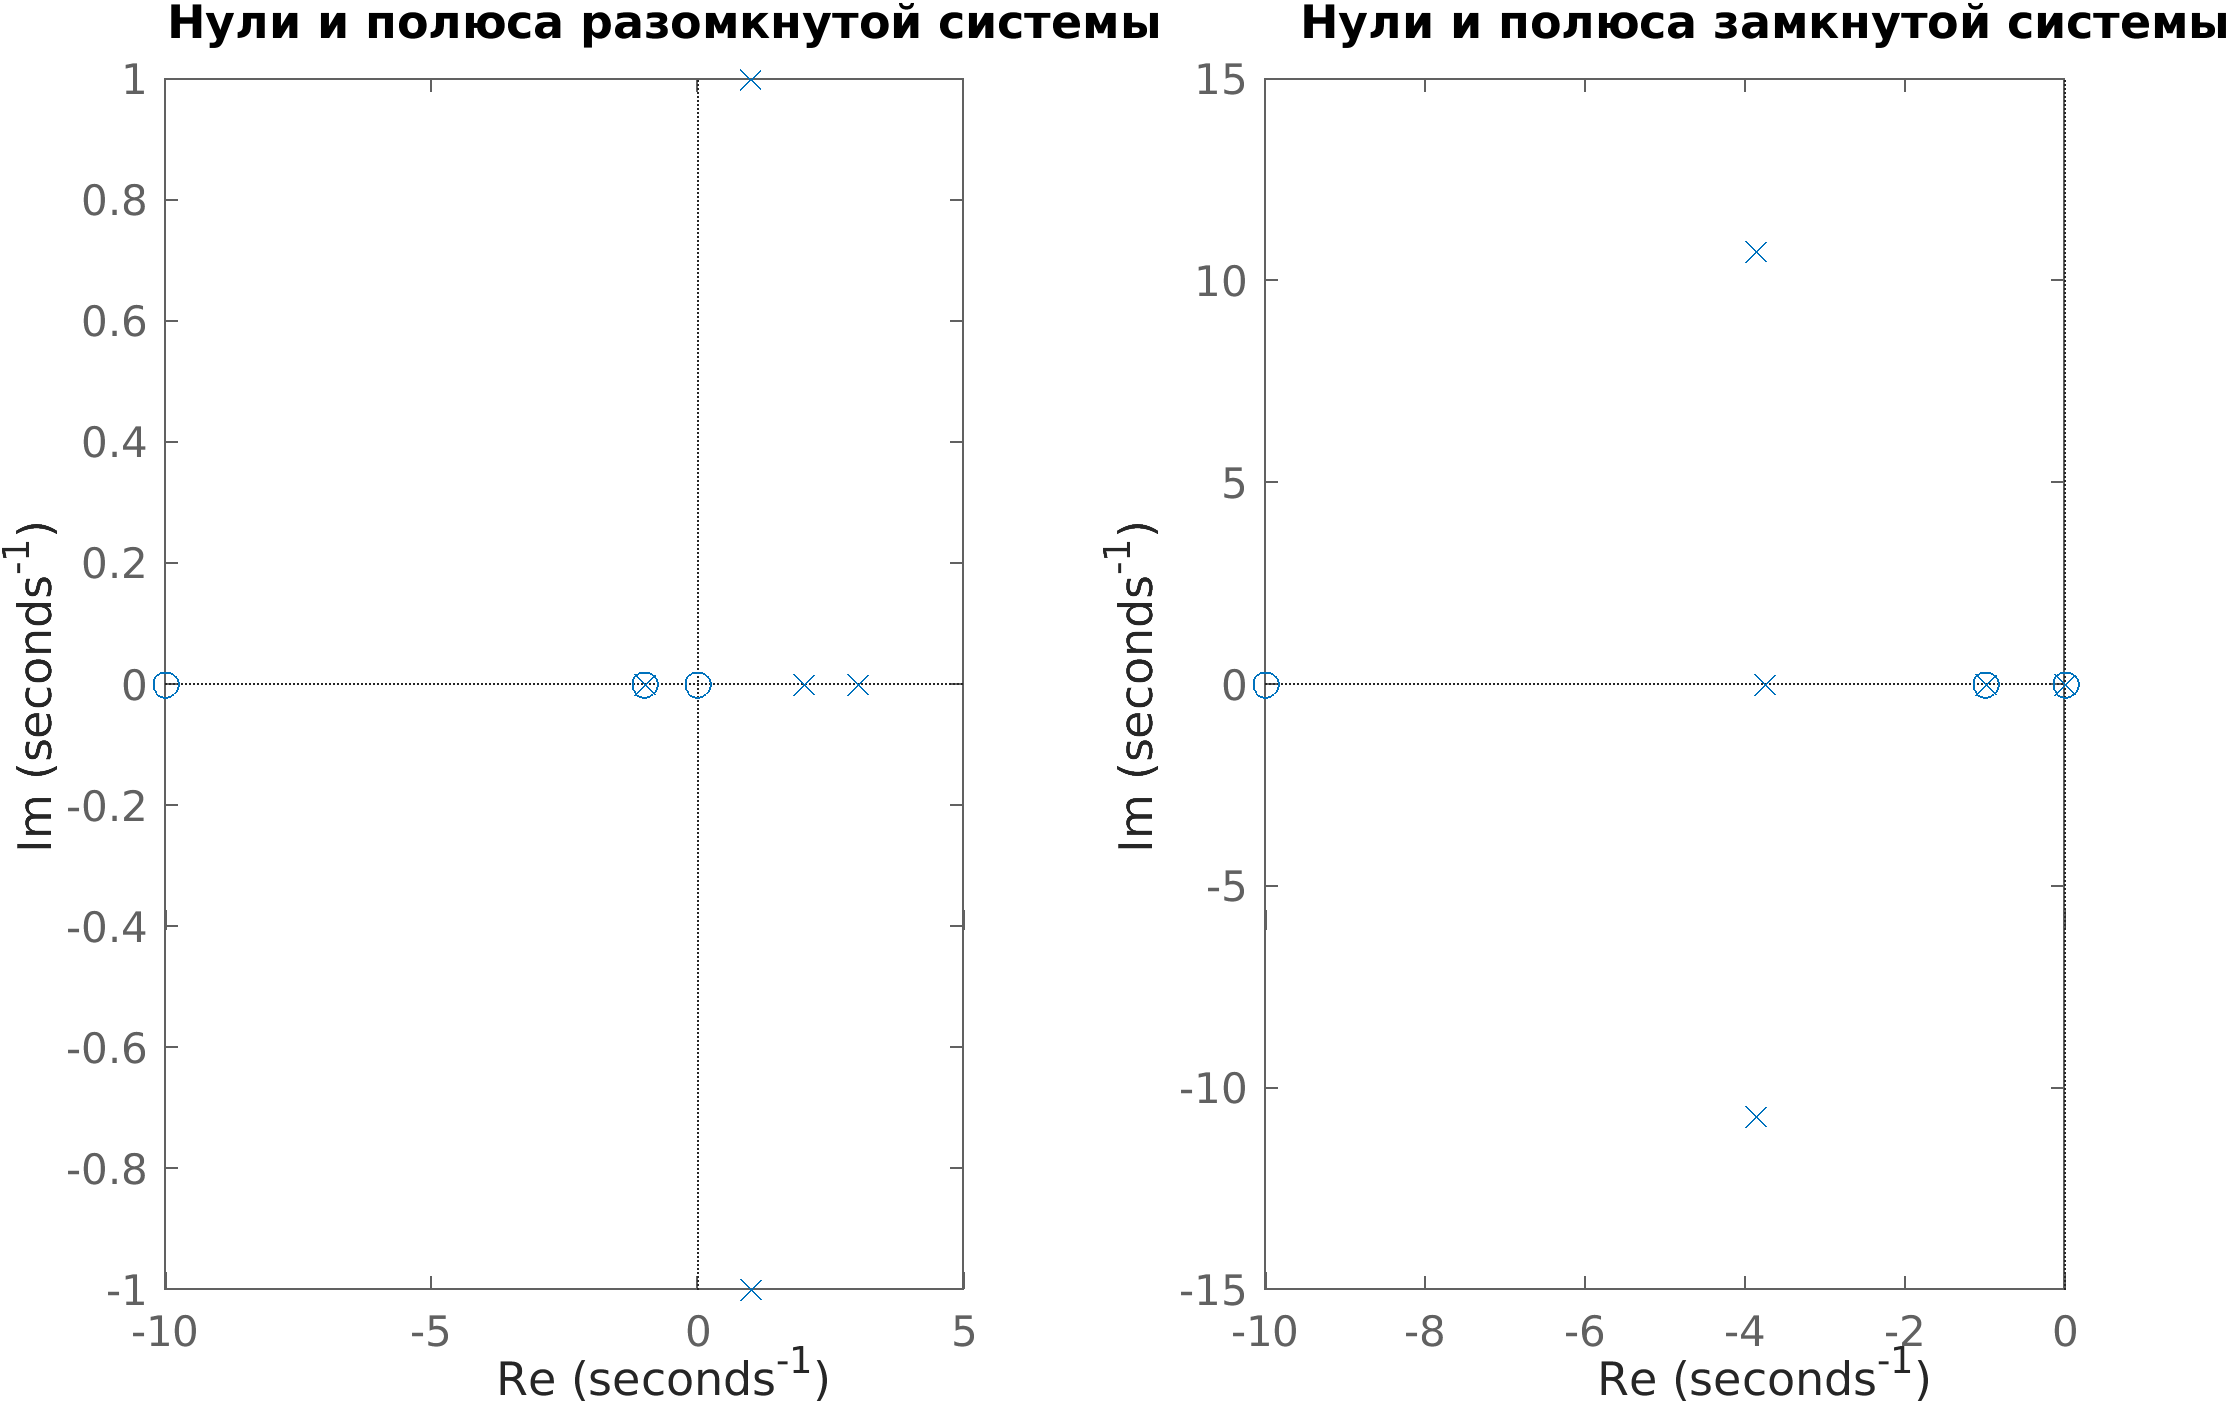 Нули и полюса разомкнутой системы
1
0.8
0.6
0.4
0.2
0
-0.2
-0.4
-0.6
-0.8
-1
-10 -5 0 5
Im (seconds⁻¹)
Re (seconds⁻¹)
Нули и полюса замкнутой системы
15
10
5
0
-5
-10
-15
-10 -8 -6 -4 -2 0
Im (seconds⁻¹)
Re (seconds⁻¹)